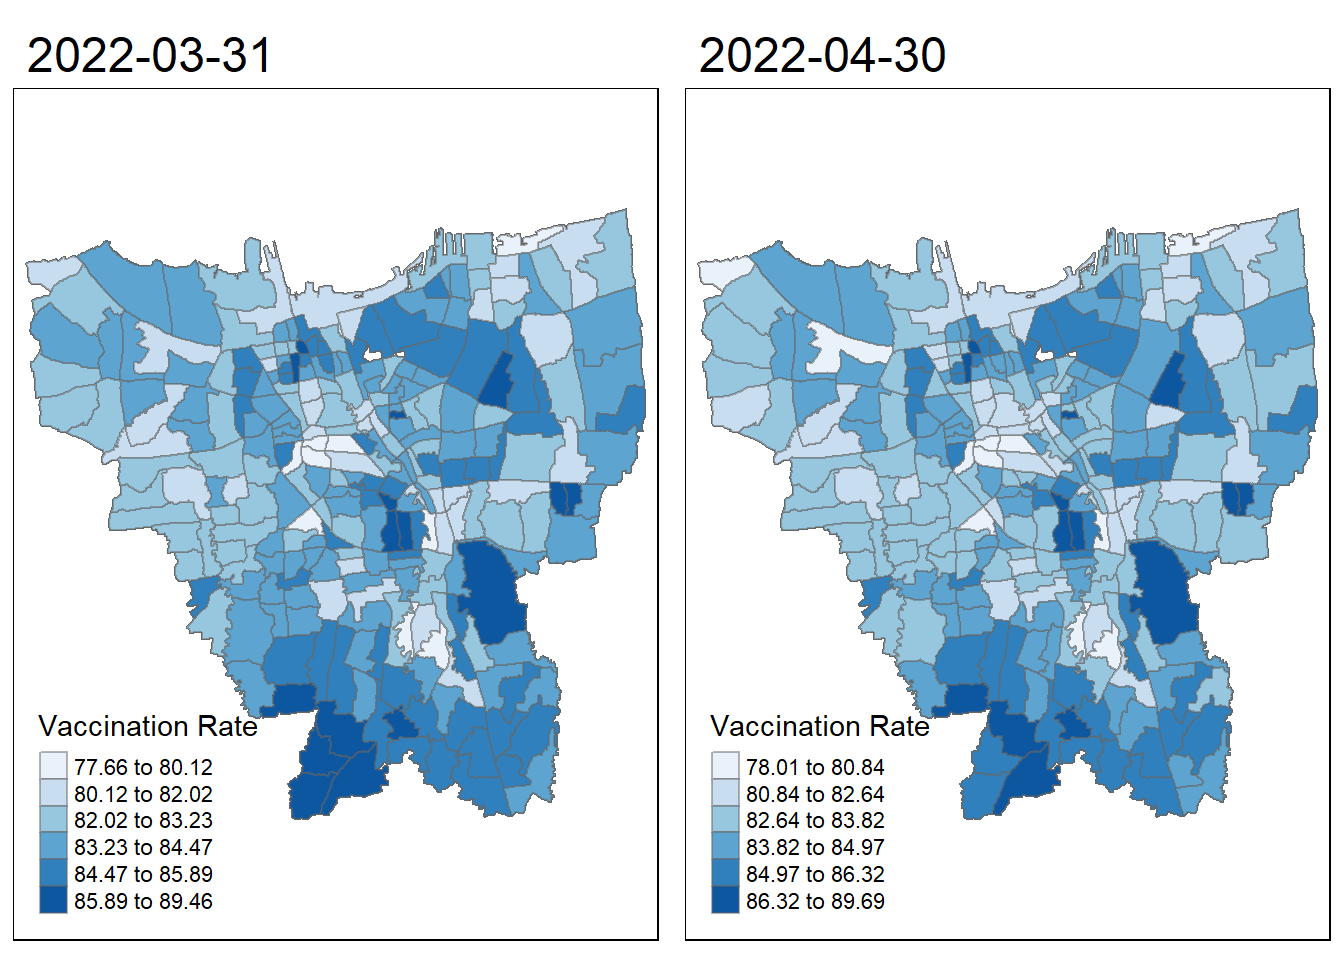 2022-03-31
Vaccination Rate
77.66 to 80.12
80.12 to 82.02
82.02 to 83.23
83.23 to 84.47
84.47 to 85.89
85.89 to 89.46
2022-04-30
Vaccination Rate
78.01 to 80.84
80.84 to 82.64
82.64 to 83.82
83.82 to 84.97
84.97 to 86.32
86.32 to 89.69